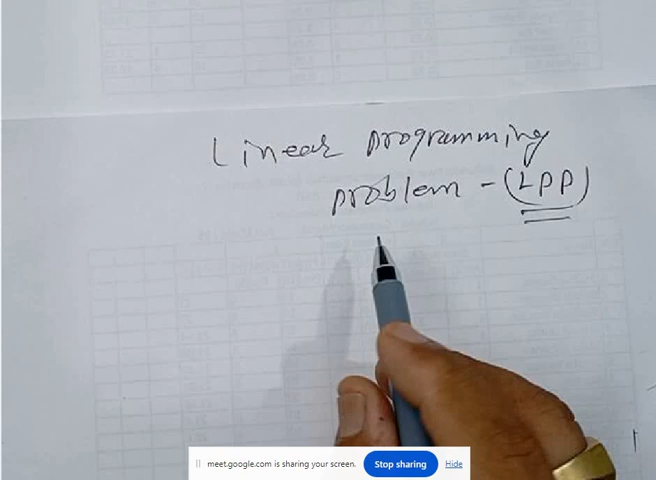 Linear programming
problem - (LPP)
meet.google.com is sharing your screen. Stop sharing Hide